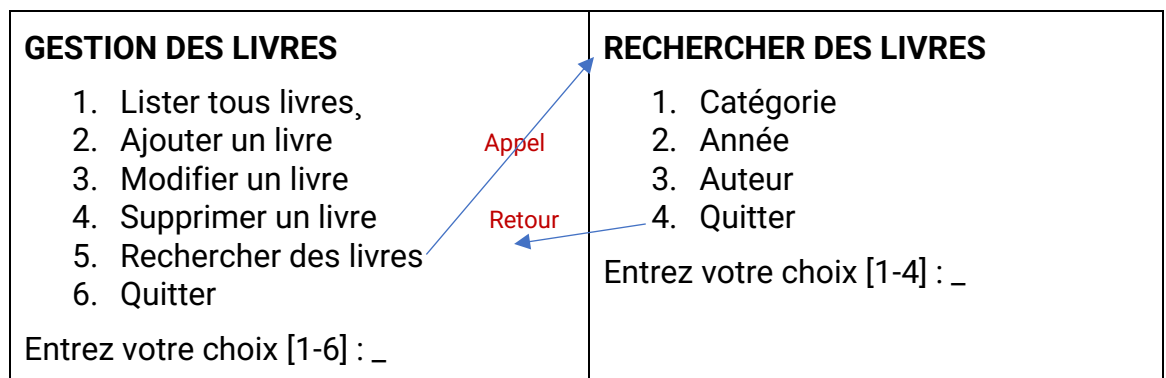 GESTION DES LIVRES
1. Lister tous livres¸
2. Ajouter un livre
3. Modifier un livre
4. Supprimer un livre
5. Rechercher des livres
6. Quitter
Entrez votre choix [1-6] : _
Appel
Retour
RECHERCHER DES LIVRES
1. Catégorie
2. Année
3. Auteur
4. Quitter
Entrez votre choix [1-4] : _